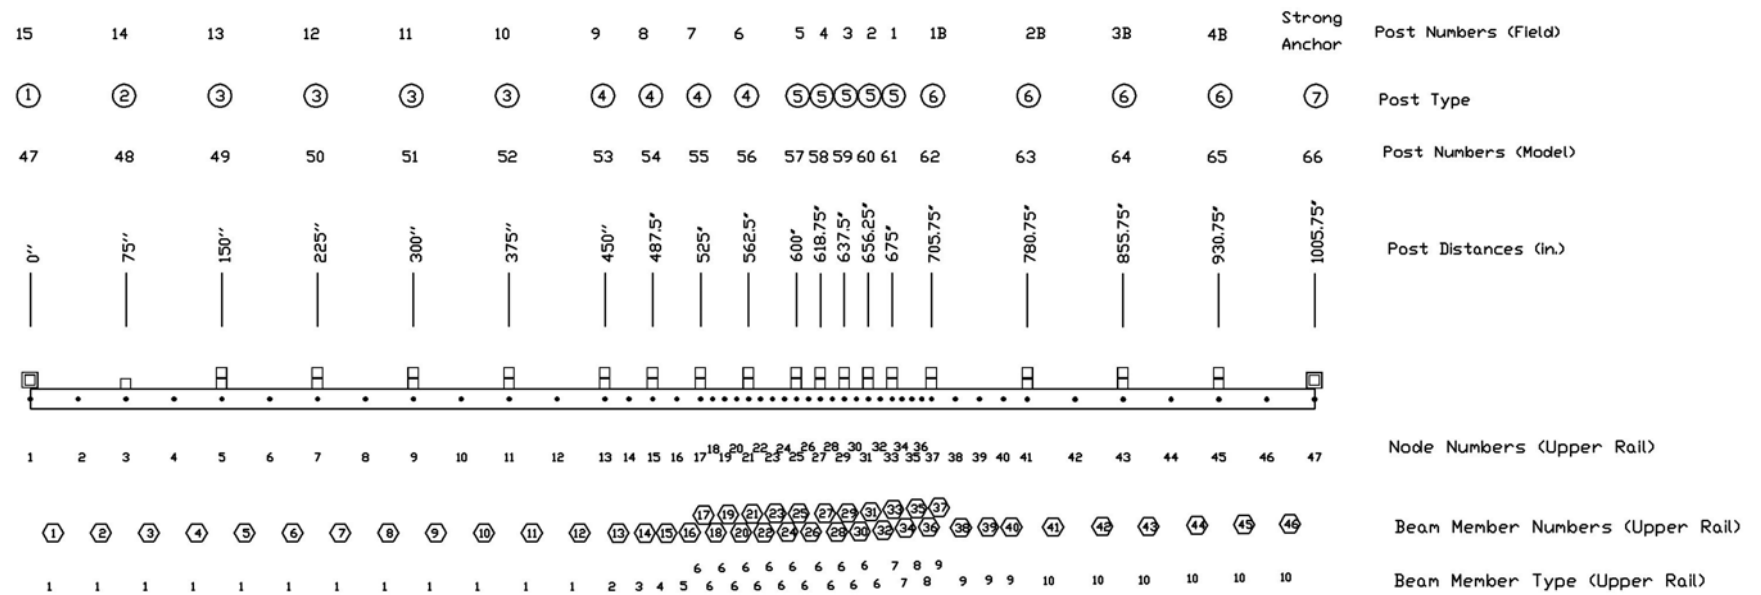 15 14 13 12 11 10 9 8 7 6 5 4 3 2 1 1B 2B 3B 4B Strong Anchor Post Numbers (Field)
1 2 3 3 3 3 4 4 4 4 5 5 5 5 5 6 6 6 6 7 Post Type
47 48 49 50 51 52 53 54 55 56 57 58 59 60 61 62 63 64 65 66 Post Numbers (Model)
0" 75" 150" 225" 300" 375" 450" 487.5" 525" 562.5" 600" 618.75" 637.5" 656.25" 675" 705.75" 780.75" 855.75" 930.75" 1005.75" Post Distances (in.)
18 20 22 24 26 28 30 32 34 36
1 2 3 4 5 6 7 8 9 10 11 12 13 14 15 16 17 19 21 23 25 27 29 31 33 35 37 38 39 40 41 42 43 44 45 46 47 Node Numbers (Upper Rail)
17 19 21 23 25 27 29 31 33 35 37
1 2 3 4 5 6 7 8 9 10 11 12 13 14 15 16 18 20 22 24 26 28 30 32 34 36 38 39 40 41 42 43 44 45 46 Beam Member Numbers (Upper Rail)
6 6 6 6 6 6 6 6 7 8 9
1 1 1 1 1 1 1 1 1 1 1 1 2 3 4 5 6 6 6 6 6 6 6 6 7 8 9 9 9 10 10 10 10 10 10 Beam Member Type (Upper Rail)